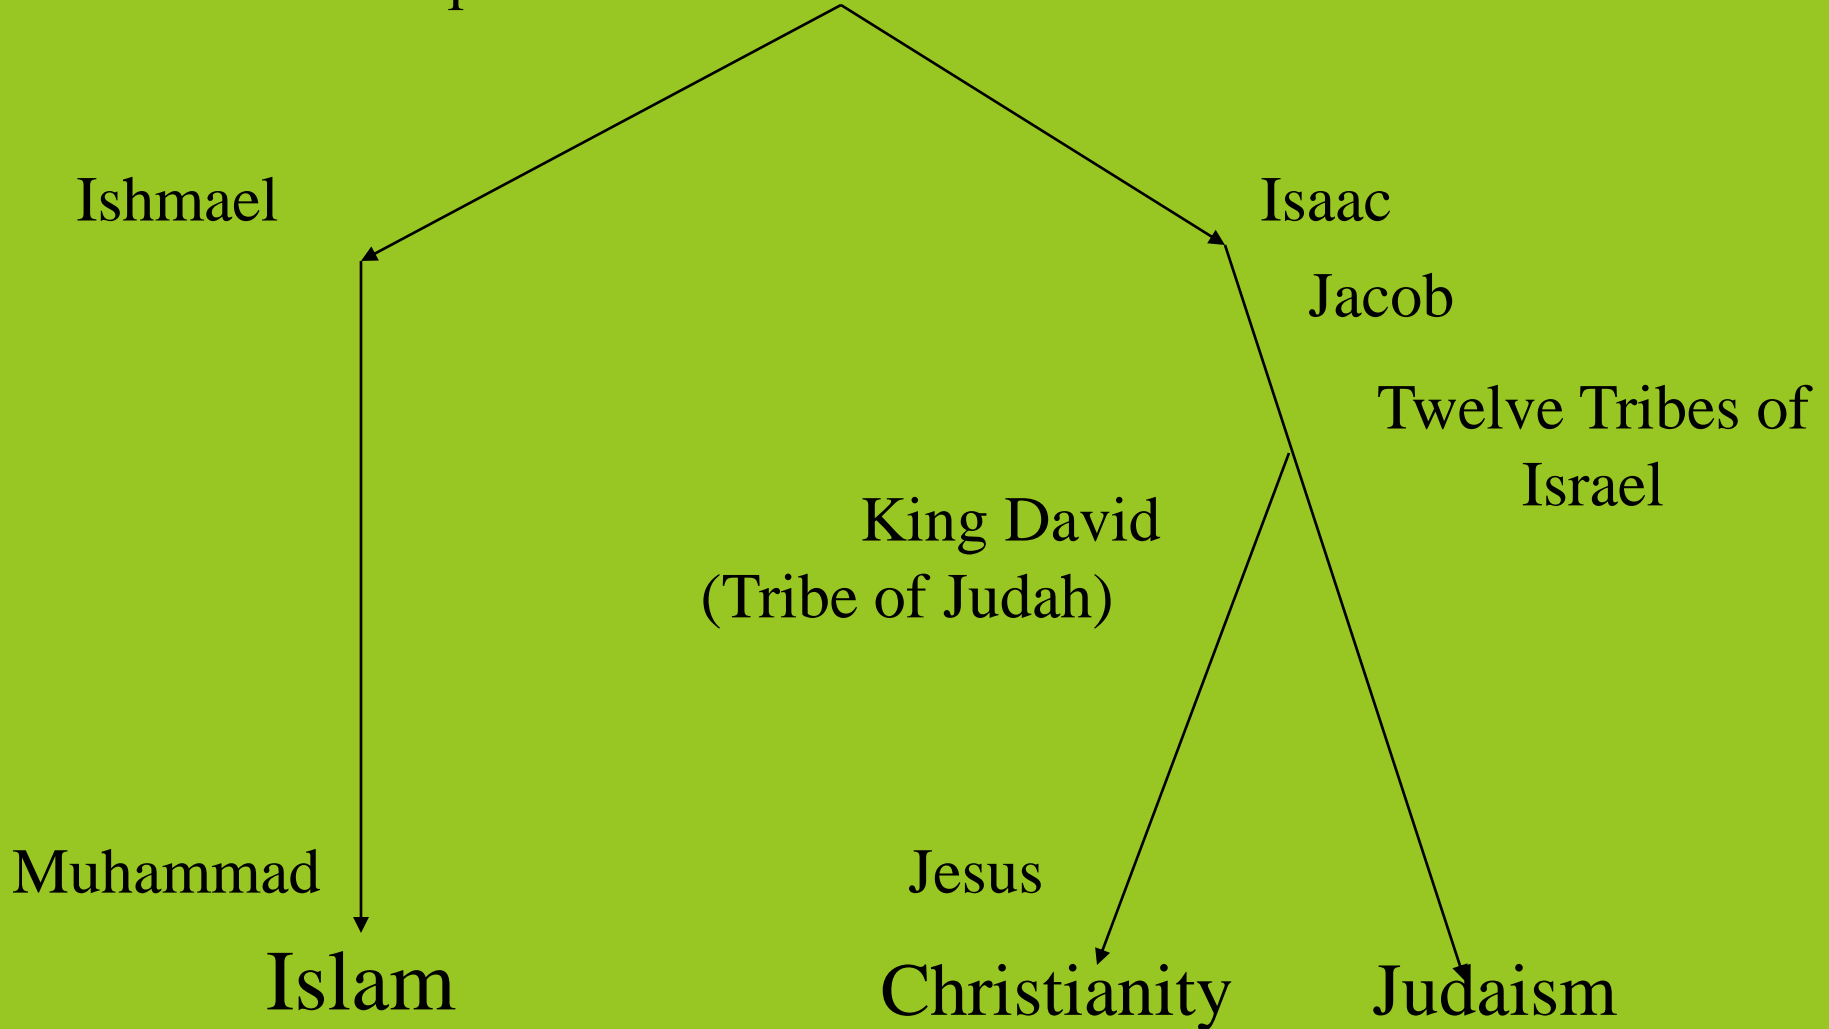 Ishmael
Isaac
Jacob
Twelve Tribes of
Israel
King David
(Tribe of Judah)
Muhammad
Jesus
Islam
Christianity
Judaism